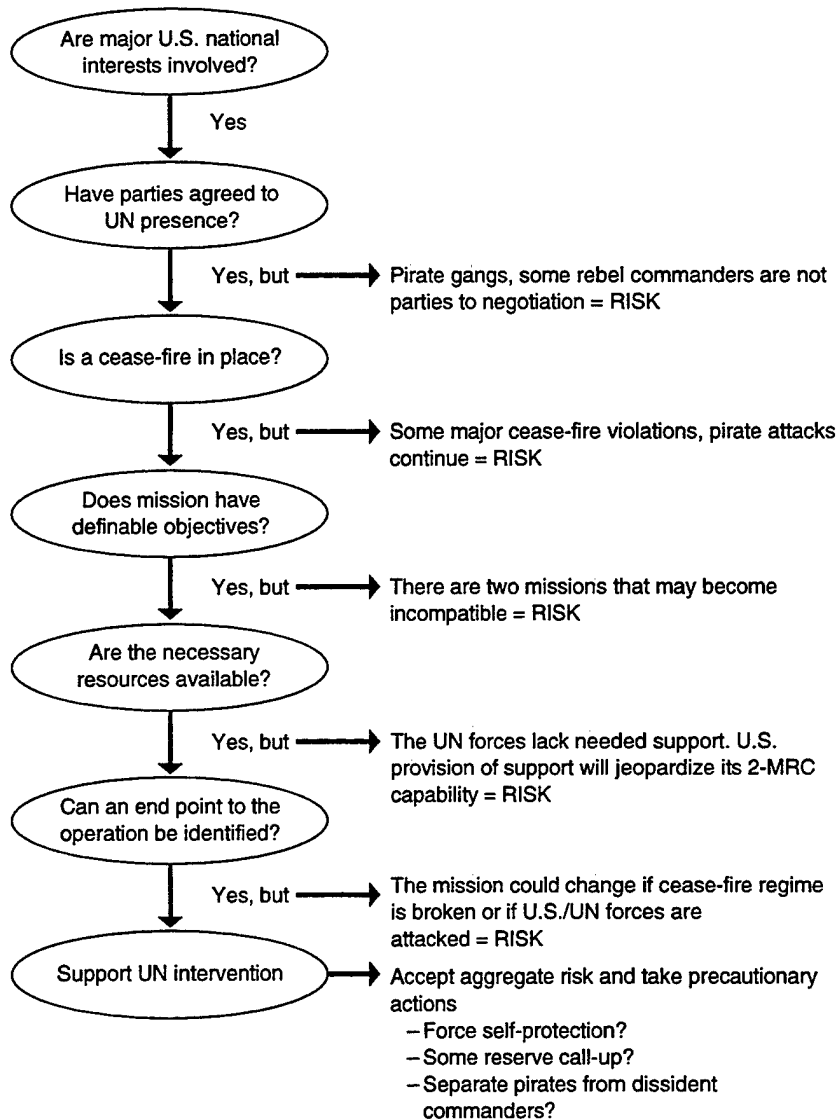 Are major U.S. national
interests involved?
Yes
Have parties agreed to
UN presence?
Yes, but
Pirate gangs, some rebel commanders are not
parties to negotiation = RISK
Is a cease-fire in place?
Yes, but
Some major cease-fire violations, pirate attacks
continue = RISK
Does mission have
definable objectives?
Yes, but
There are two missions that may become
incompatible = RISK
Are the necessary
resources available?
Yes, but
The UN forces lack needed support. U.S.
provision of support will jeopardize its 2-MRC
capability = RISK
Can an end point to the
operation be identified?
Yes, but
The mission could change if cease-fire regime
is broken or if U.S./UN forces are
attacked = RISK
Support UN intervention
Accept aggregate risk and take precautionary
actions
– Force self-protection?
– Some reserve call-up?
– Separate pirates from dissident
commanders?